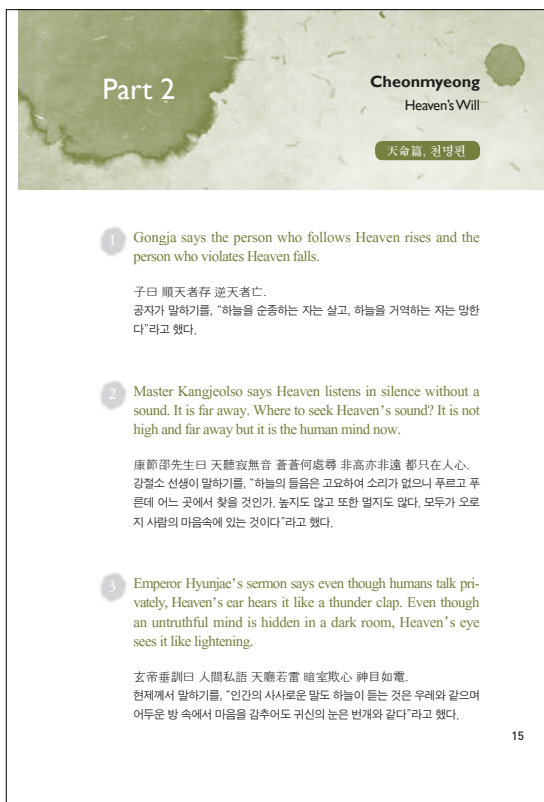 Part 2
Cheonmyeong
Heaven's Will
天命篇, 천명편
1
Gongja says the person who follows Heaven rises and the
person who violates Heaven falls.
子曰 順天者存 逆天者亡.
공자가 말하기를, “하늘을 순종하는 자는 살고, 하늘을 거역하는 자는 망한
다”라고 했다.
2
Master Kangjeolso says Heaven listens in silence without a
sound. It is far away. Where to seek Heaven's sound? It is not
high and far away but it is the human mind now.
康節邵先生曰 天聽寂無音 蒼蒼何處尋 非高亦非遠 都只在人心.
강절소 선생이 말하기를, “하늘의 들음은 고요하여 소리가 없으니 푸르고 푸
른데 어느 곳에서 찾을 것인가. 높지도 않고 또한 멀지도 않다. 모두가 오로
지 사람의 마음속에 있는 것이다”라고 했다.
3
Emperor Hyunjae's sermon says even though humans talk pri-
vately, Heaven's ear hears it like a thunder clap. Even though
an untruthful mind is hidden in a dark room, Heaven's eye
sees it like lightening.
玄帝垂訓曰 人間私語 天廳若雷 暗室欺心 神目如電.
현제께서 말하기를, “인간의 사사로운 말도 하늘이 듣는 것은 우레와 같으며
어두운 방 속에서 마음을 감추어도 귀신의 눈은 번개와 같다”라고 했다.
15